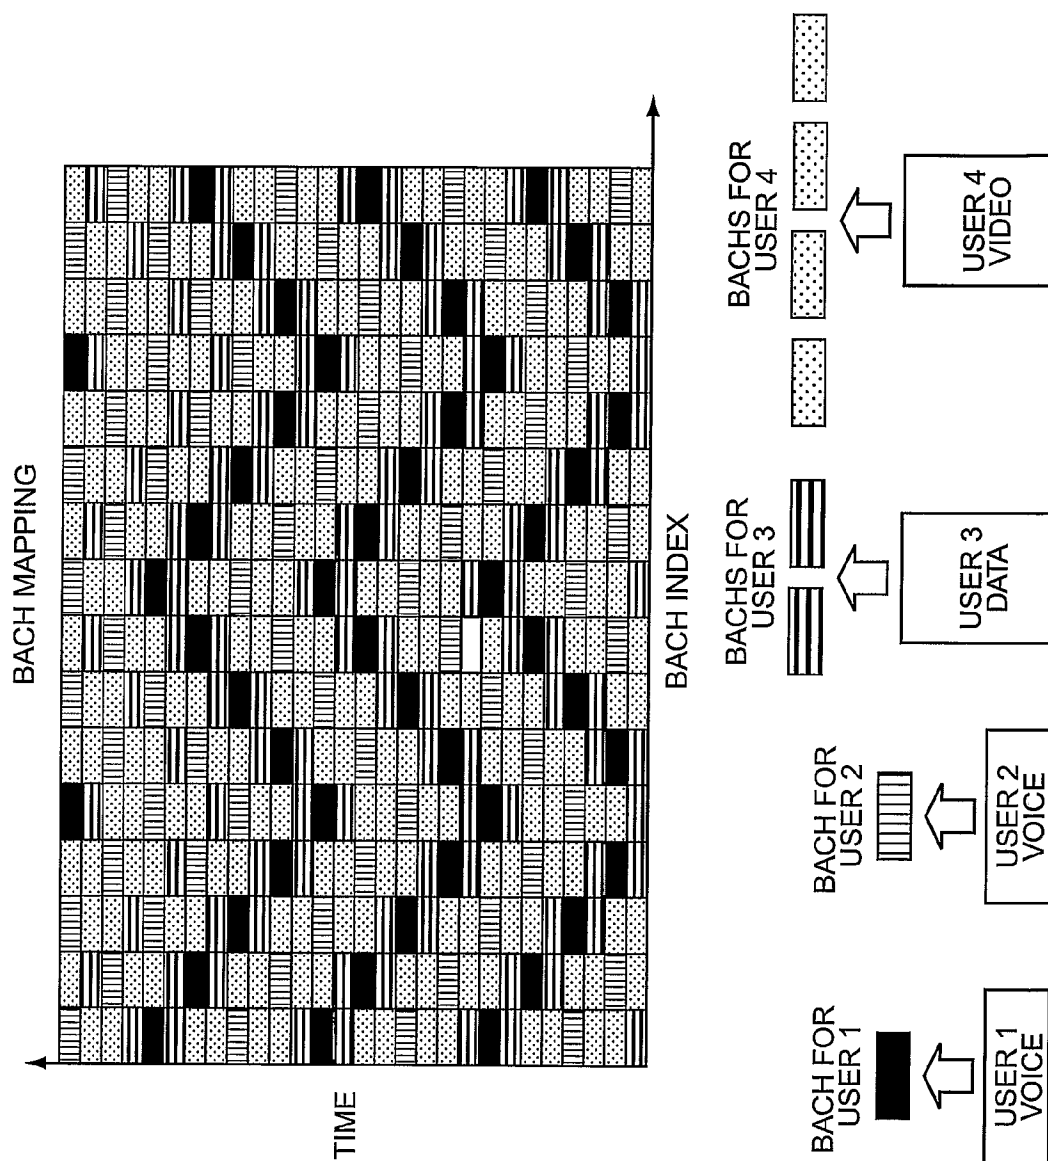 BACH MAPPING
TIME
BACH INDEX
BACH FOR
USER 1
BACH FOR
USER 2
BACHS FOR
USER 3
BACHS FOR
USER 4
USER 1
VOICE
USER 2
VOICE
USER 3
DATA
USER 4
VIDEO